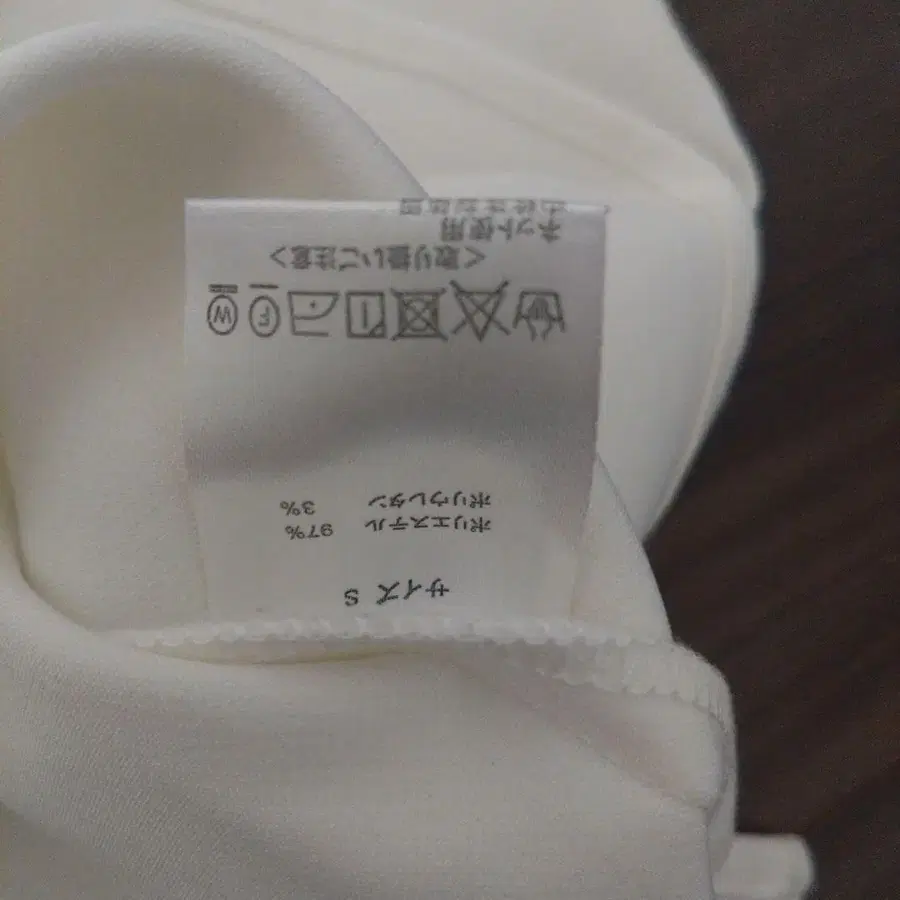 サイズ S
ポリエステル 97%
ポリウレタン 3%
F W
<取り扱いご注意>
ネット使用